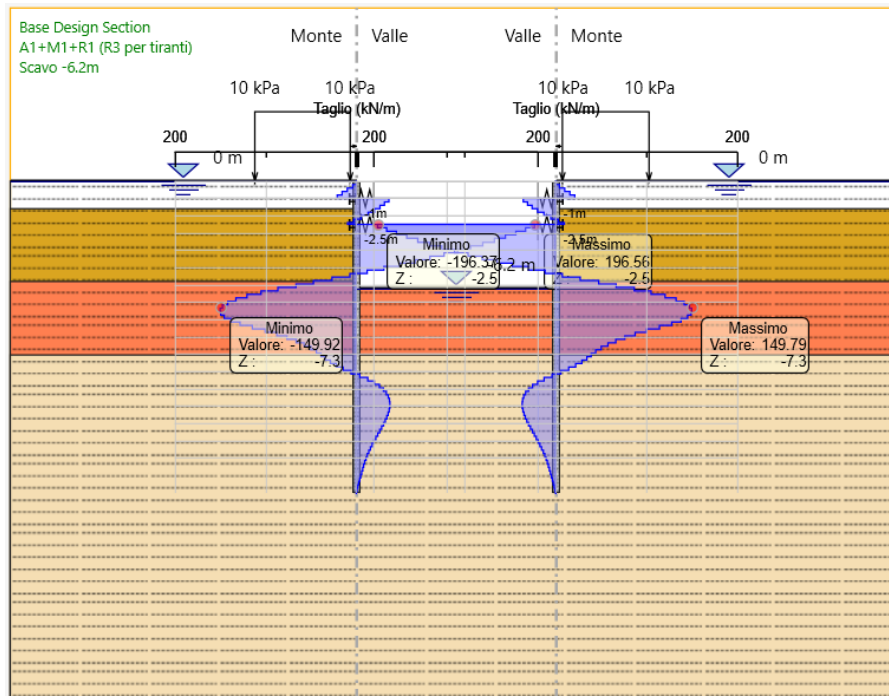 Base Design Section
A1+M1+R1 (R3 per tiranti)
Scavo -6.2m
Monte Valle Valle Monte
10 kPa 10 kPa 10 kPa 10 kPa
Taglio (kN/m) Taglio (kN/m)
200 200 200 200
0 m 0 m
-1m -1m
-2.5m -2.5m
Minimo
Valore: -196.37
Z : -2.5
-6.2 m
Massimo
Valore: 196.56
Z : -2.5
Minimo
Valore: -149.92
Z : -7.3
Massimo
Valore: 149.79
Z : -7.3